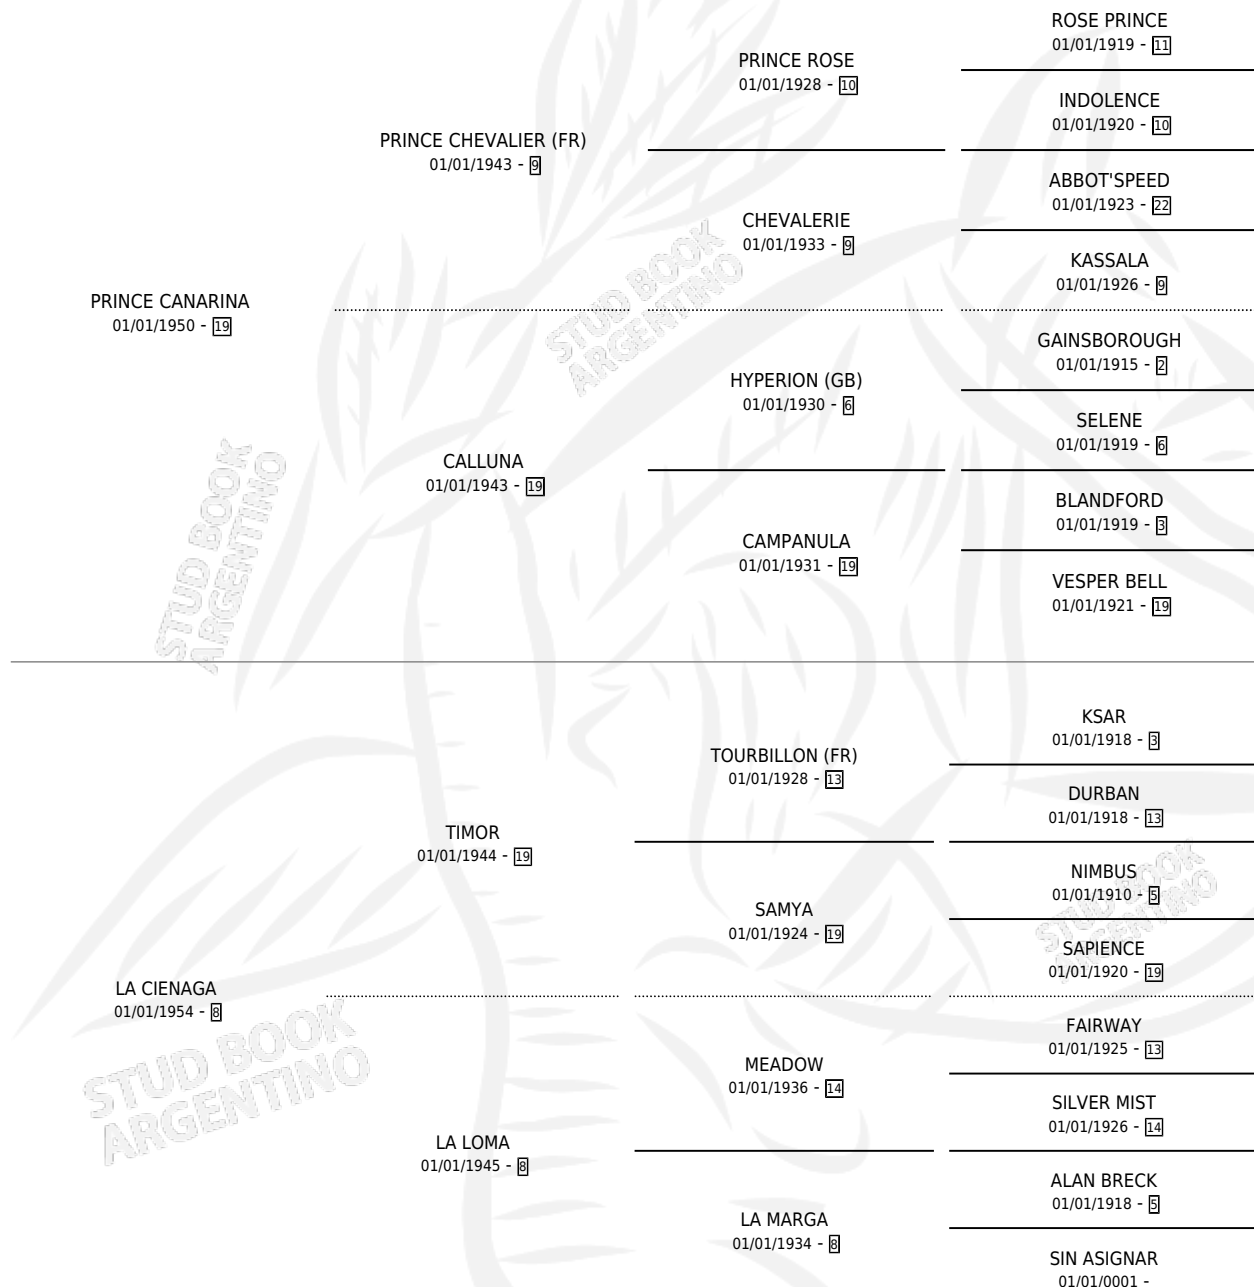 ROSE PRINCE
01/01/1919 - 11
PRINCE ROSE
01/01/1928 - 10
INDOLENCE
01/01/1920 - 10
PRINCE CHEVALIER (FR)
01/01/1943 - 9
ABBOT'SPEED
01/01/1923 - 22
CHEVALERIE
01/01/1933 - 9
KASSALA
01/01/1926 - 9
PRINCE CANARINA
01/01/1950 - 19
STUD BOOK
ARGENTINO
GAINSBOROUGH
01/01/1915 - 2
HYPERION (GB)
01/01/1930 - 6
SELENE
01/01/1919 - 6
CALLUNA
01/01/1943 - 19
BLANDFORD
01/01/1919 - 3
CAMPANULA
01/01/1931 - 19
VESPER BELL
01/01/1921 - 19
STUD BOOK
ARGENTINO
KSAR
01/01/1918 - 3
TOURBILLON (FR)
01/01/1928 - 13
DURBAN
01/01/1918 - 13
TIMOR
01/01/1944 - 19
NIMBUS
01/01/1910 - 5
SAMYA
01/01/1924 - 19
SAPIENCE
01/01/1920 - 19
STUD BOOK
ARGENTINO
LA CIENAGA
01/01/1954 - 8
FAIRWAY
01/01/1925 - 13
MEADOW
01/01/1936 - 14
SILVER MIST
01/01/1926 - 14
STUD BOOK
ARGENTINO
LA LOMA
01/01/1945 - 8
ALAN BRECK
01/01/1918 - 5
LA MARGA
01/01/1934 - 8
SIN ASIGNAR
01/01/0001 -